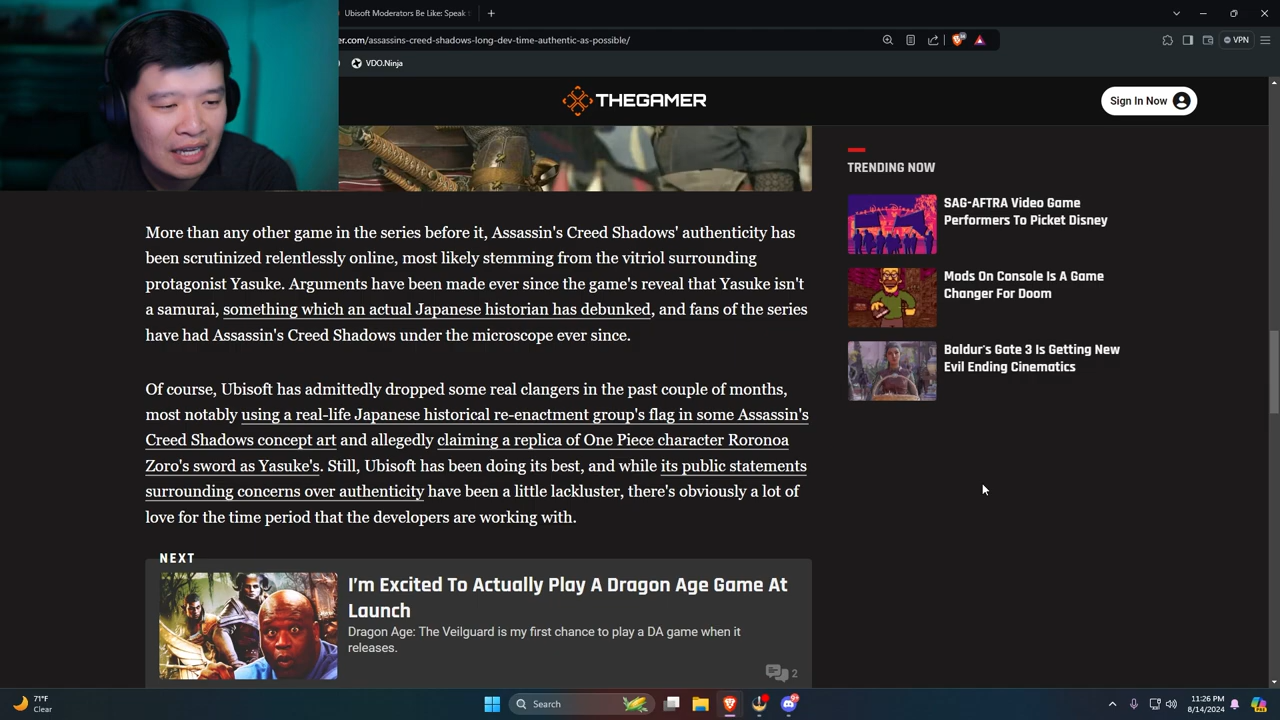 Ubisoft Moderators Be Like: Speak
er.com/assassins-creed-shadows-long-dev-time-authentic-as-possible/
VPN
VDO.Ninja
THEGAMER
Sign In Now
TRENDING NOW
SAG-AFTRA Video Game
Performers To Picket Disney
Mods On Console Is A Game
Changer For Doom
Baldur's Gate 3 Is Getting New
Evil Ending Cinematics
More than any other game in the series before it, Assassin's Creed Shadows' authenticity has
been scrutinized relentlessly online, most likely stemming from the vitriol surrounding
protagonist Yasuke. Arguments have been made ever since the game's reveal that Yasuke isn't
a samurai, something which an actual Japanese historian has debunked, and fans of the series
have had Assassin's Creed Shadows under the microscope ever since.
Of course, Ubisoft has admittedly dropped some real clangers in the past couple of months,
most notably using a real-life Japanese historical re-enactment group's flag in some Assassin's
Creed Shadows concept art and allegedly claiming a replica of One Piece character Roronoa
Zoro's sword as Yasuke's. Still, Ubisoft has been doing its best, and while its public statements
surrounding concerns over authenticity have been a little lackluster, there's obviously a lot of
love for the time period that the developers are working with.
NEXT
I'm Excited To Actually Play A Dragon Age Game At
Launch
Dragon Age: The Veilguard is my first chance to play a DA game when it
releases.
2
71°F
Clear
Search
11:26 PM
8/14/2024